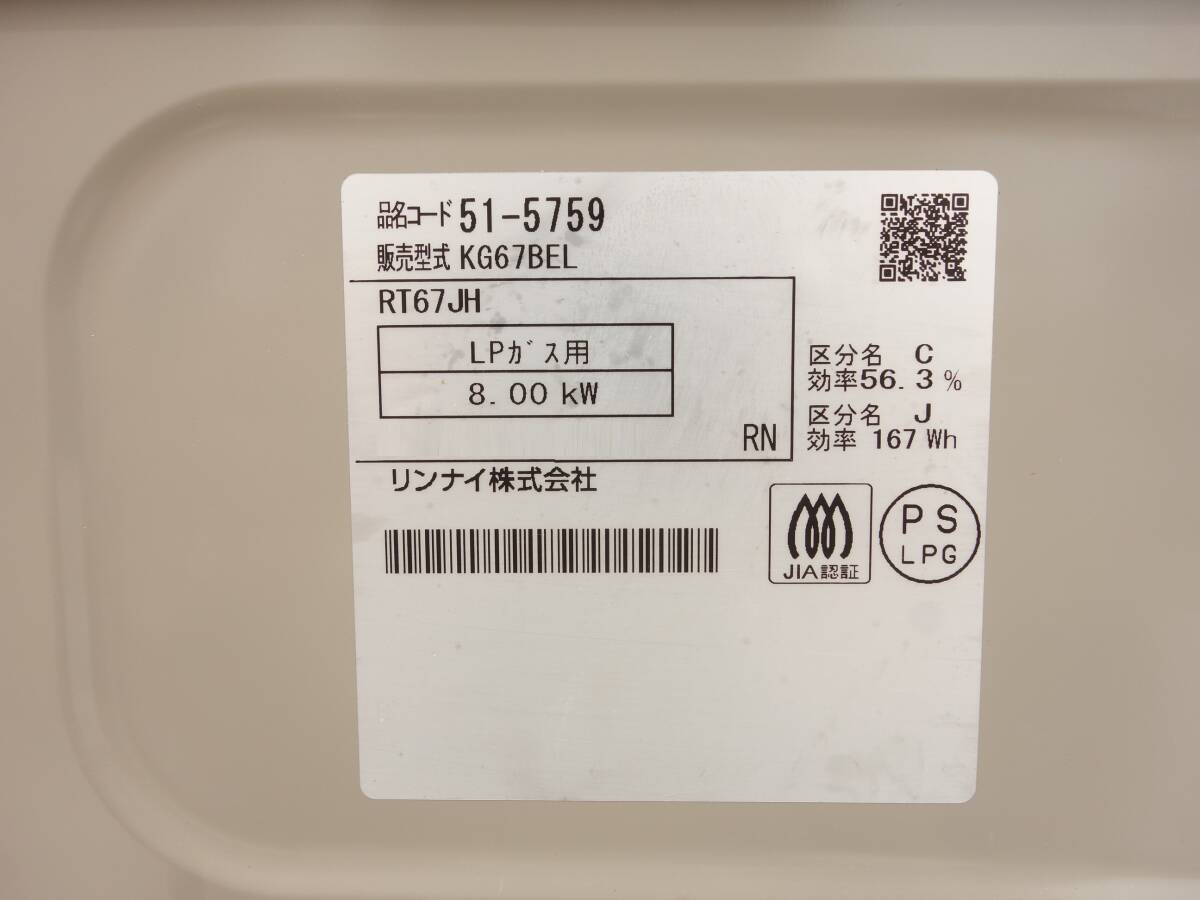 品名コード 51-5759
販売型式 KG67BEL
RT67JH
LPガス用
8.00 kW
RN
区分名 C
効率56.3 %
区分名 J
効率 167 Wh
リンナイ株式会社
JIA認証
PS
LPG